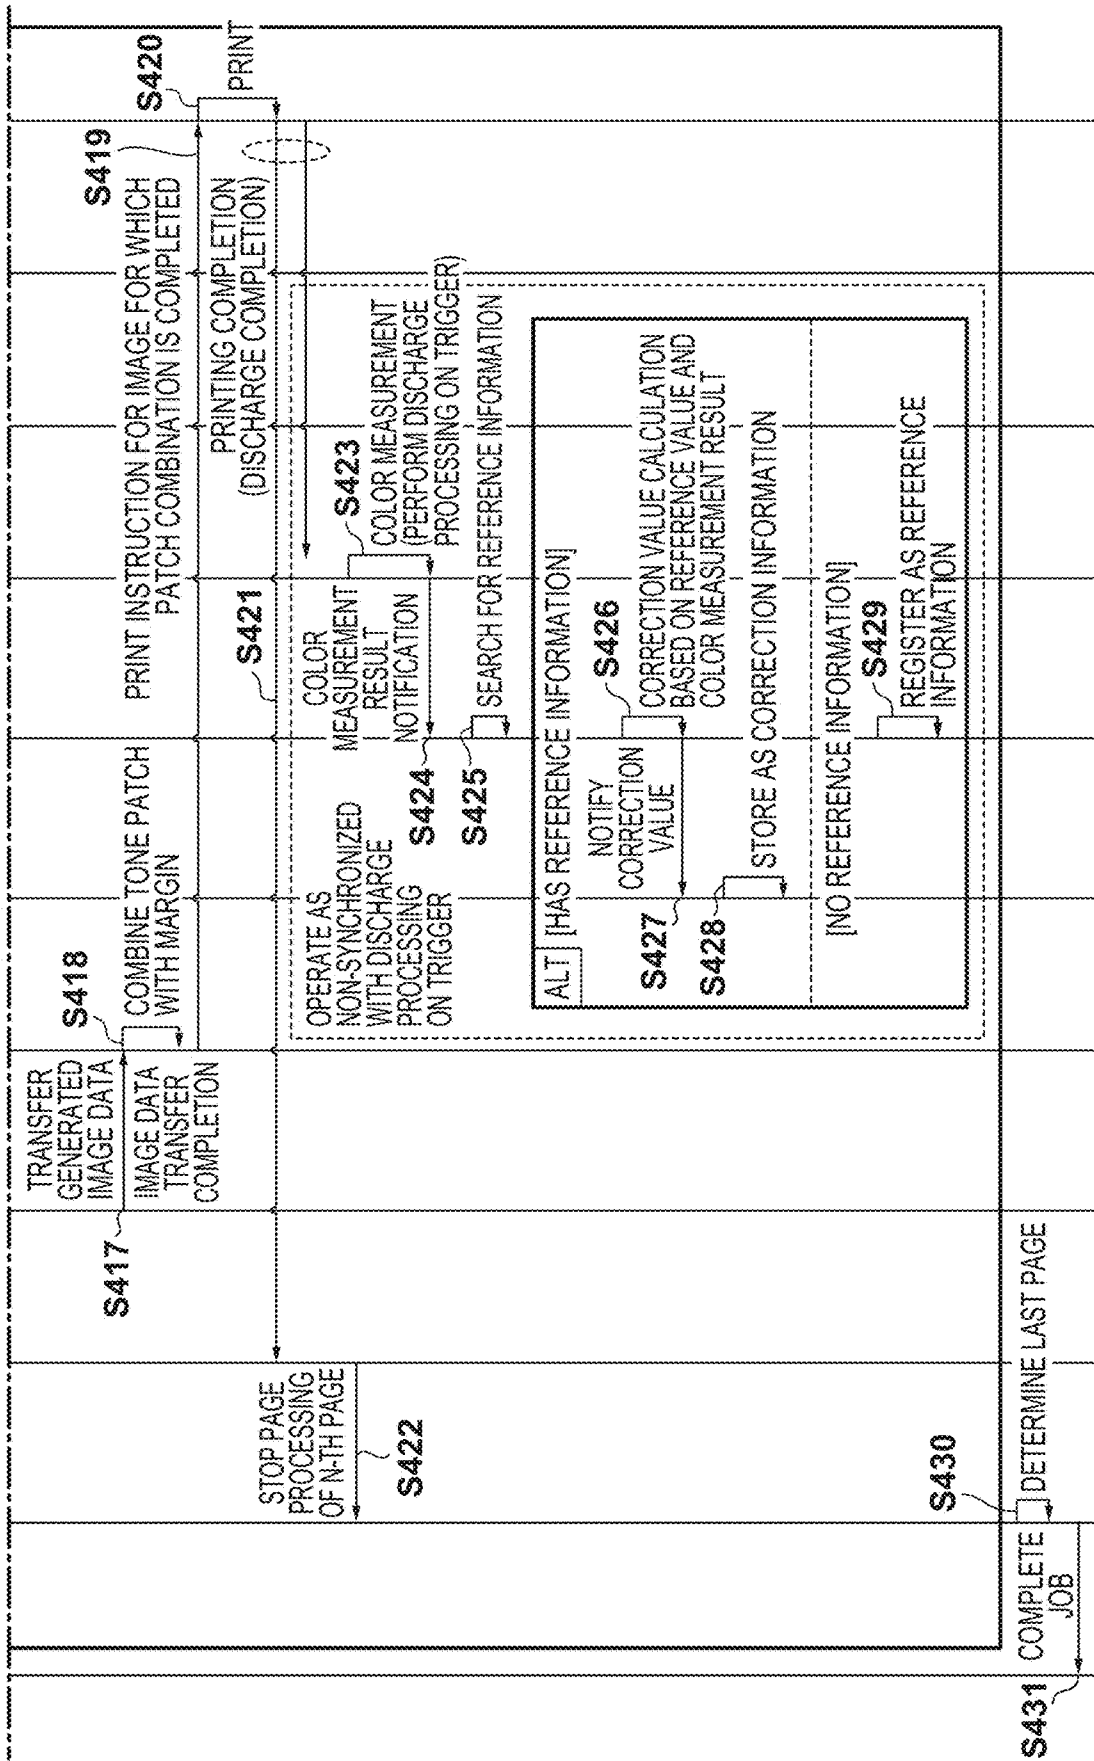 TRANSFER
GENERATED
IMAGE DATA
S417
IMAGE DATA
TRANSFER
COMPLETION
S418
COMBINE TONE PATCH
WITH MARGIN
PRINT INSTRUCTION FOR IMAGE FOR WHICH
PATCH COMBINATION IS COMPLETED
S419
S420
PRINT
PRINTING COMPLETION
(DISCHARGE COMPLETION)
S421
STOP PAGE
PROCESSING
OF N-TH PAGE
S422
OPERATE AS
NON-SYNCHRONIZED
WITH DISCHARGE
PROCESSING
ON TRIGGER
COLOR
MEASUREMENT
RESULT
NOTIFICATION
S423
COLOR MEASUREMENT
(PERFORM DISCHARGE
PROCESSING ON TRIGGER)
S424
S425
SEARCH FOR REFERENCE INFORMATION
ALT
[HAS REFERENCE INFORMATION]
NOTIFY
CORRECTION
VALUE
S426
CORRECTION VALUE CALCULATION
BASED ON REFERENCE VALUE AND
COLOR MEASUREMENT RESULT
S427
S428
STORE AS CORRECTION INFORMATION
[NO REFERENCE INFORMATION]
S429
REGISTER AS REFERENCE
INFORMATION
S430
DETERMINE LAST PAGE
COMPLETE
JOB
S431